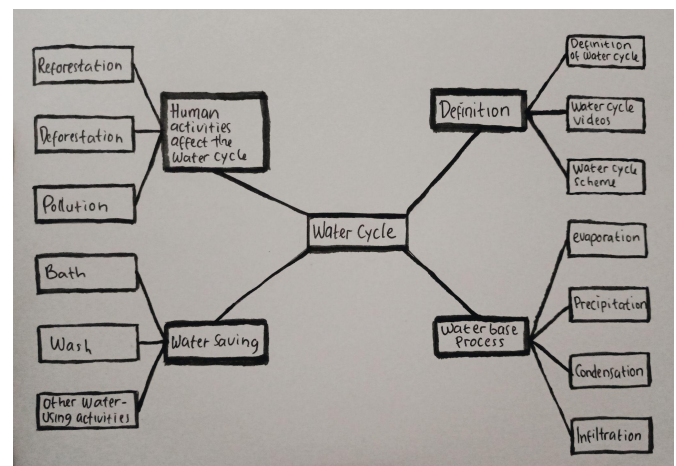 Reforestation
Deforestation
Pollution
Human
activities
affect the
Water cycle
Bath
Wash
Other Water-
Using activities
Water Saving
Water Cycle
Definition
Definition
of Water cycle
Water cycle
videos
Water cycle
scheme
Water base
Process
evaporation
Precipitation
Condensation
Infiltration